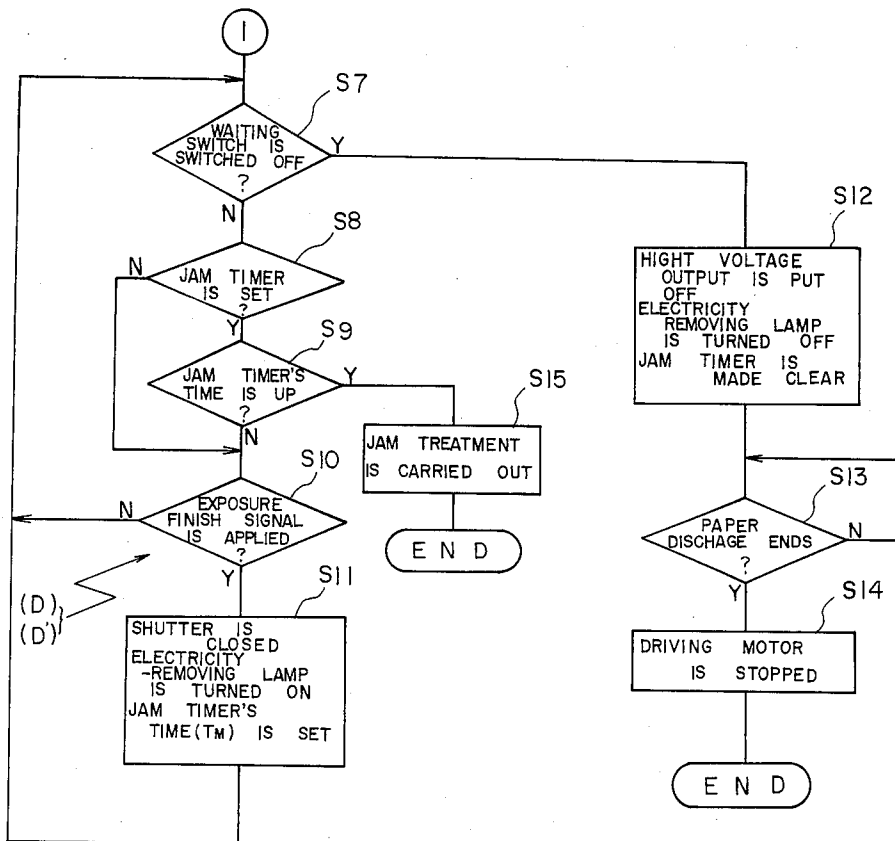 I
S7
WAITING
SWITCH IS
SWITCHED OFF
?
Y
N
S8
JAM TIMER
IS SET
?
N
Y
S9
JAM TIMER'S
TIME IS UP
?
Y
N
S15
JAM TREATMENT
IS CARRIED OUT
END
S10
EXPOSURE
FINISH SIGNAL
IS APPLIED
?
N
Y
(D)
(D')}
S11
SHUTTER IS
CLOSED
ELECTRICITY
-REMOVING LAMP
IS TURNED ON
JAM TIMER'S
TIME(TM) IS SET
S12
HIGHT VOLTAGE
OUTPUT IS PUT
OFF
ELECTRICITY
REMOVING LAMP
IS TURNED OFF
JAM TIMER IS
MADE CLEAR
S13
PAPER
DISCHAGE ENDS
?
N
Y
S14
DRIVING MOTOR
IS STOPPED
END